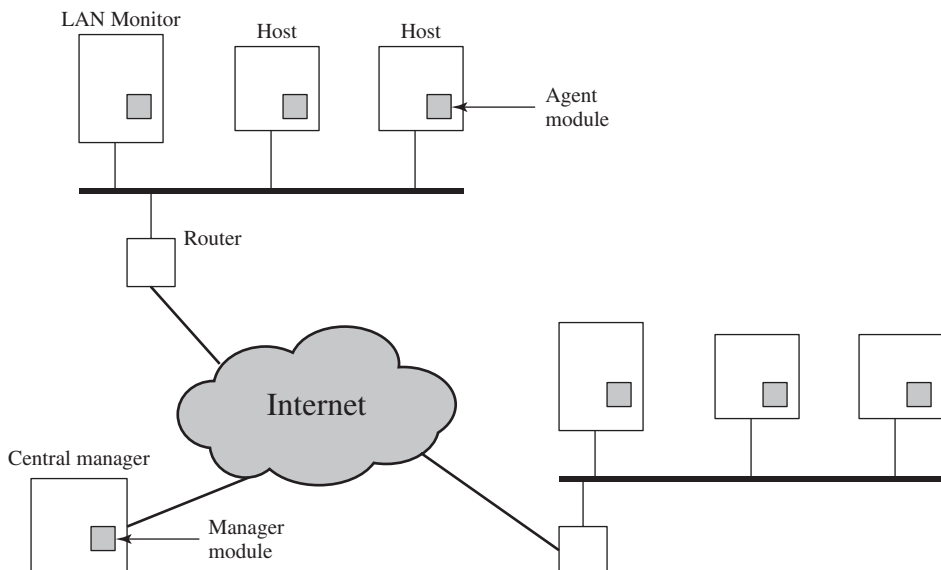 LAN Monitor
Host
Host
Agent
module
Router
Internet
Central manager
Manager
module